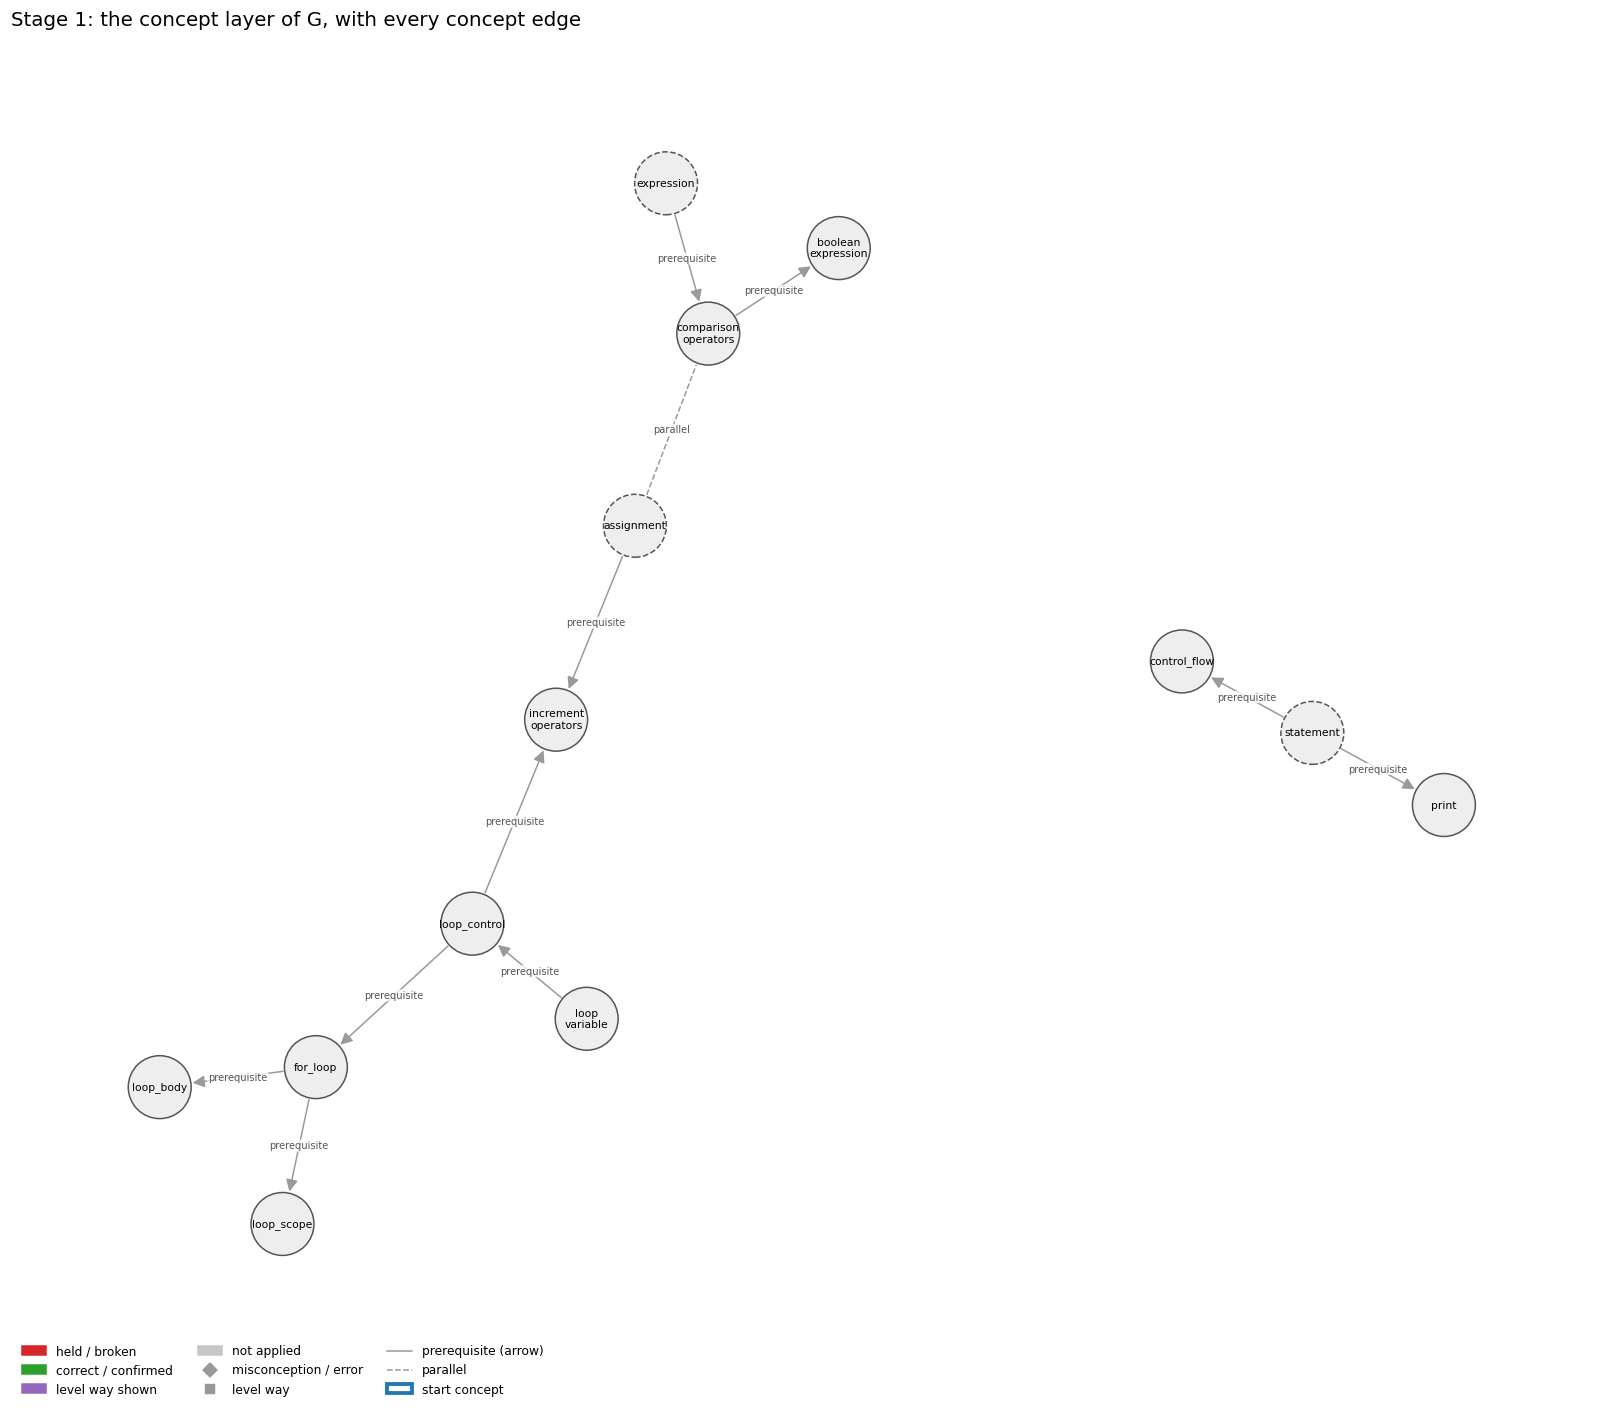 Stage 1: the concept layer of G, with every concept edge
expression
boolean
expression
prerequisite
prerequisite
comparison
operators
parallel
assignment
prerequisite
control_flow
prerequisite
increment
operators
statement
prerequisite
print
prerequisite
loop_control
prerequisite
prerequisite
loop
variable
for_loop
prerequisite
loop_body
prerequisite
loop_scope
held / broken
correct / confirmed
level way shown
not applied
misconception / error
level way
prerequisite (arrow)
parallel
start concept